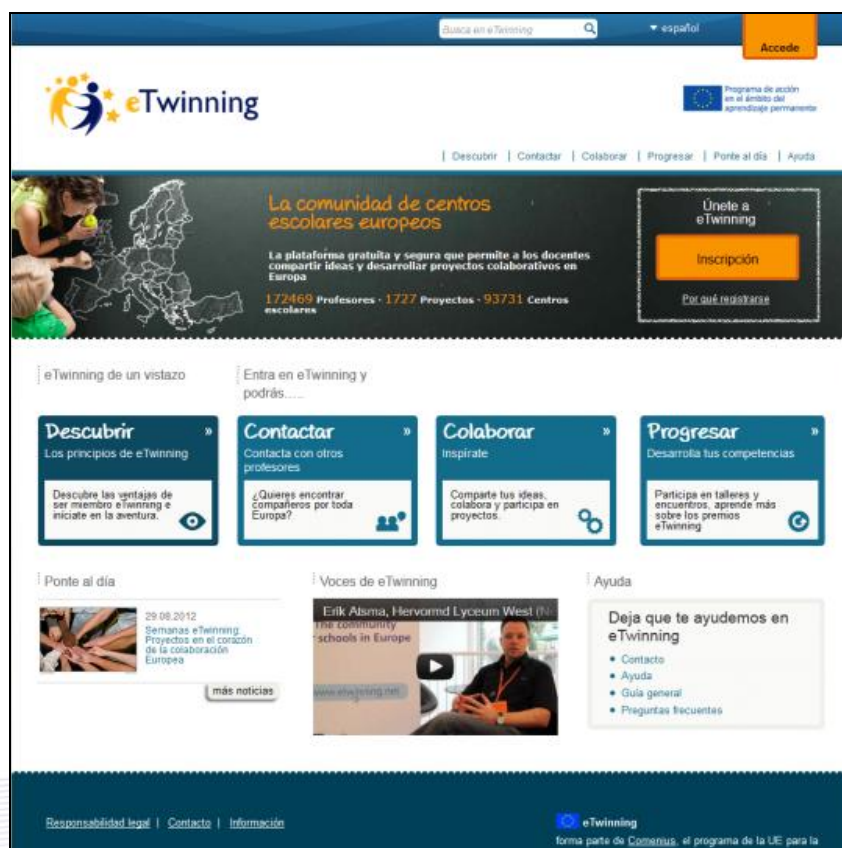 Busca en eTwinning
español
Accede
eTwinning
Programa de acción
en el ámbito del
aprendizaje permanente
| Descubrir | Contactar | Colaborar | Progresar | Ponte al día | Ayuda
La comunidad de centros
escolares europeos
La plataforma gratuita y segura que permite a los docentes
compartir ideas y desarrollar proyectos colaborativos en
Europa
172469 Profesores · 1727 Proyectos · 93731 Centros
escolares
Únete a
eTwinning
Inscripción
Por qué registrarse
eTwinning de un vistazo
Entra en eTwinning y
podrás.....
Descubrir »
Los principios de eTwinning
Descubre las ventajas de
ser miembro eTwinning e
iniciate en la aventura.
Contactar »
Contacta con otros
profesores
¿Quieres encontrar
compañeros por toda
Europa?
Colaborar »
Inspírate
Comparte tus ideas,
colabora y participa en
proyectos.
Progresar »
Desarrolla tus competencias
Participa en talleres y
encuentros, aprende más
sobre los premios
eTwinning
Ponte al día
29.08.2012
Semanas eTwinning:
Proyectos en el corazón
de la colaboración
Europea
más noticias
Voces de eTwinning
Erik Atsma, Hervormd Lyceum West (N
The community
schools in Europe
www.etwinning.net
Ayuda
Deja que te ayudemos en
eTwinning
• Contacto
• Ayuda
• Guía general
• Preguntas frecuentes
Responsabilidad legal | Contacto | Información
eTwinning
forma parte de Comenius, el programa de la UE para la